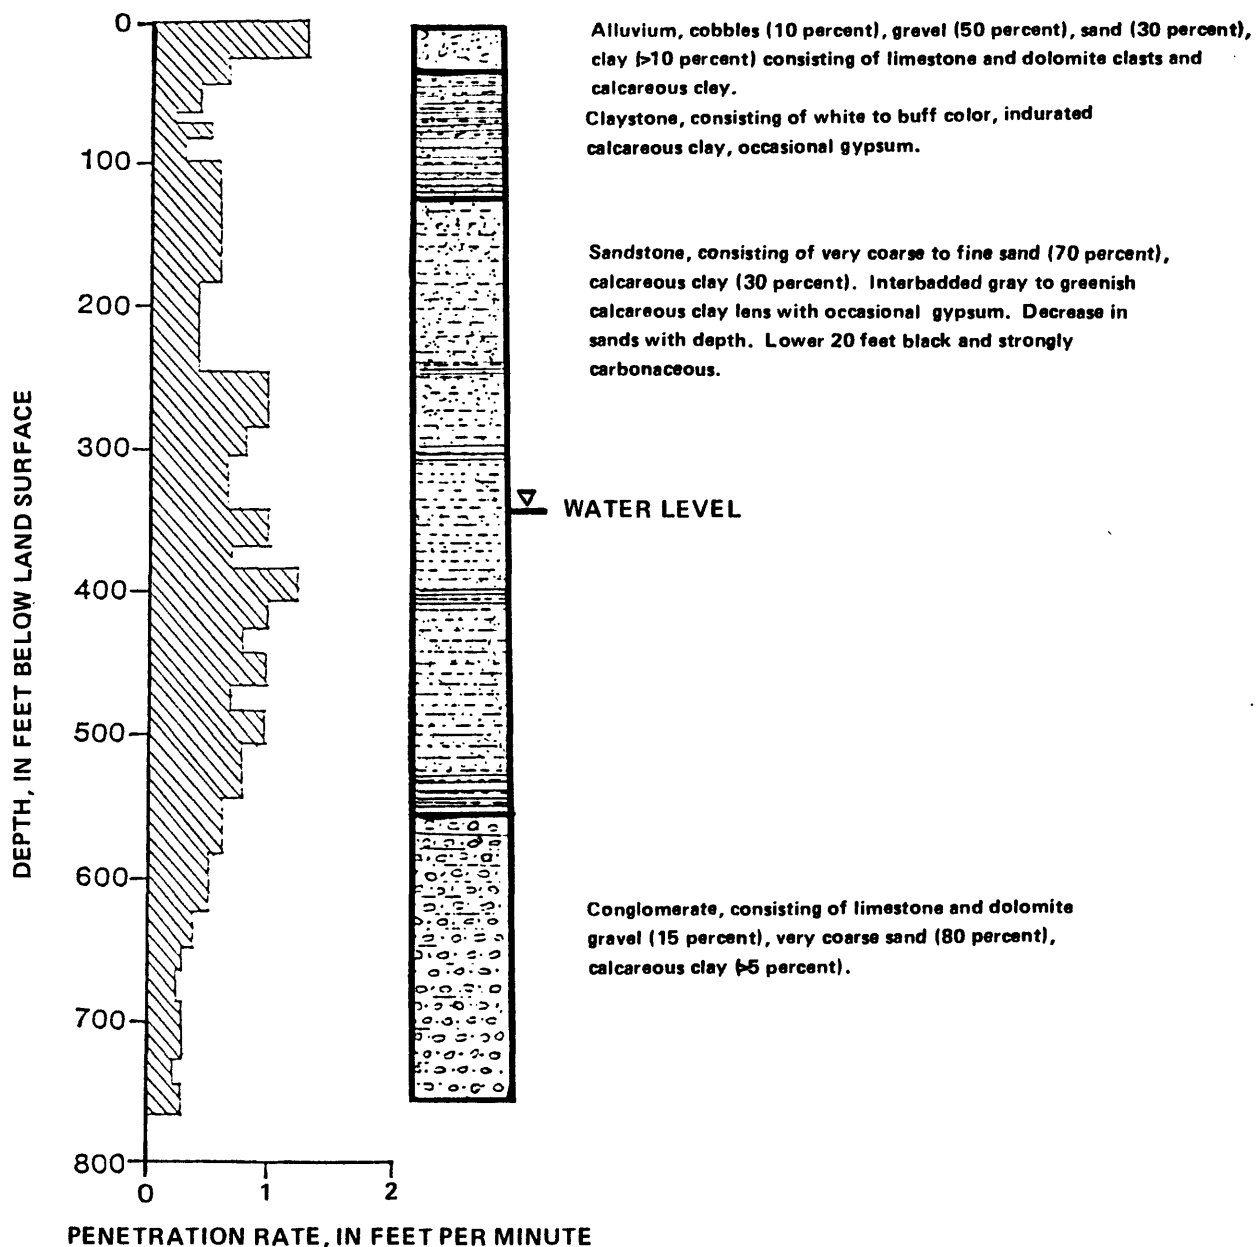 0
100
200
300
400
500
600
700
800
DEPTH, IN FEET BELOW LAND SURFACE
0 1 2
PENETRATION RATE, IN FEET PER MINUTE
WATER LEVEL
Alluvium, cobbles (10 percent), gravel (50 percent), sand (30 percent),
clay (>10 percent) consisting of limestone and dolomite clasts and
calcareous clay.
Claystone, consisting of white to buff color, indurated
calcareous clay, occasional gypsum.
Sandstone, consisting of very coarse to fine sand (70 percent),
calcareous clay (30 percent). Interbadded gray to greenish
calcareous clay lens with occasional gypsum. Decrease in
sands with depth. Lower 20 feet black and strongly
carbonaceous.
Conglomerate, consisting of limestone and dolomite
gravel (15 percent), very coarse sand (80 percent),
calcareous clay (>5 percent).